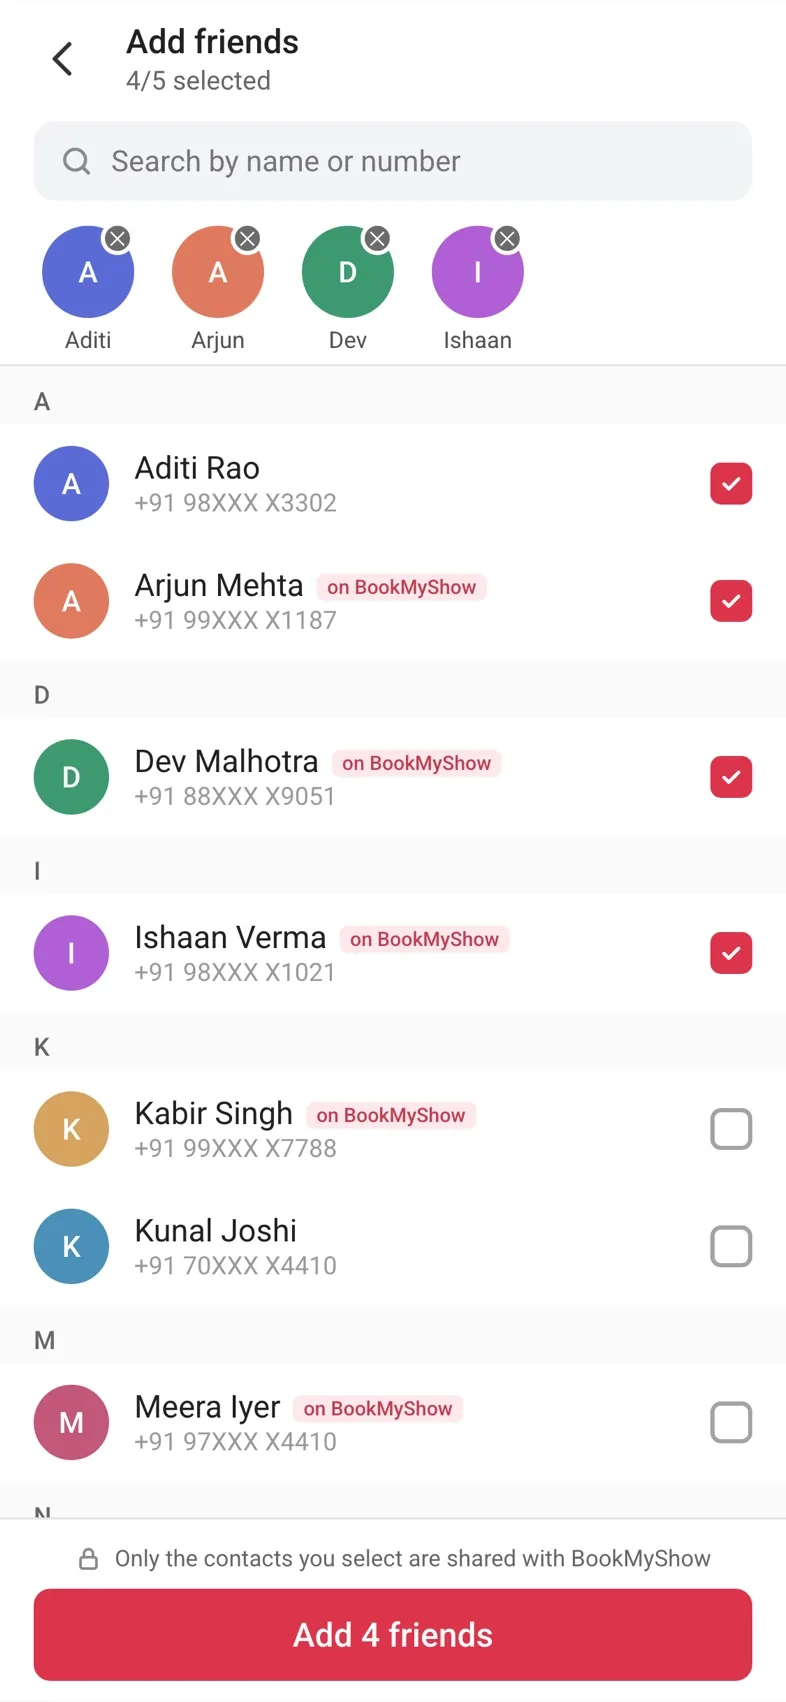 Add friends
4/5 selected
Search by name or number
A A D I
Aditi Arjun Dev Ishaan
A
A Aditi Rao
+91 98XXX X3302
A Arjun Mehta on BookMyShow
+91 99XXX X1187
D
D Dev Malhotra on BookMyShow
+91 88XXX X9051
I
I Ishaan Verma on BookMyShow
+91 98XXX X1021
K
K Kabir Singh on BookMyShow
+91 99XXX X7788
K Kunal Joshi
+91 70XXX X4410
M
M Meera Iyer on BookMyShow
+91 97XXX X4410
N
Only the contacts you select are shared with BookMyShow
Add 4 friends